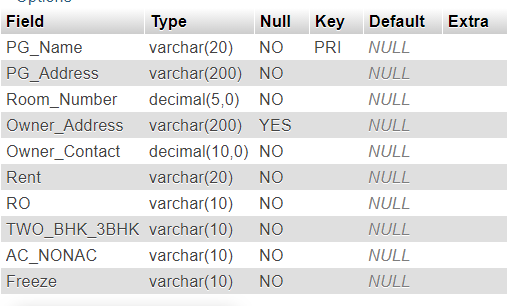 Options
Field Type Null Key Default Extra
PG_Name varchar(20) NO PRI NULL
PG_Address varchar(200) NO NULL
Room_Number decimal(5,0) NO NULL
Owner_Address varchar(200) YES NULL
Owner_Contact decimal(10,0) NO NULL
Rent varchar(20) NO NULL
RO varchar(10) NO NULL
TWO_BHK_3BHK varchar(10) NO NULL
AC_NONAC varchar(10) NO NULL
Freeze varchar(10) NO NULL